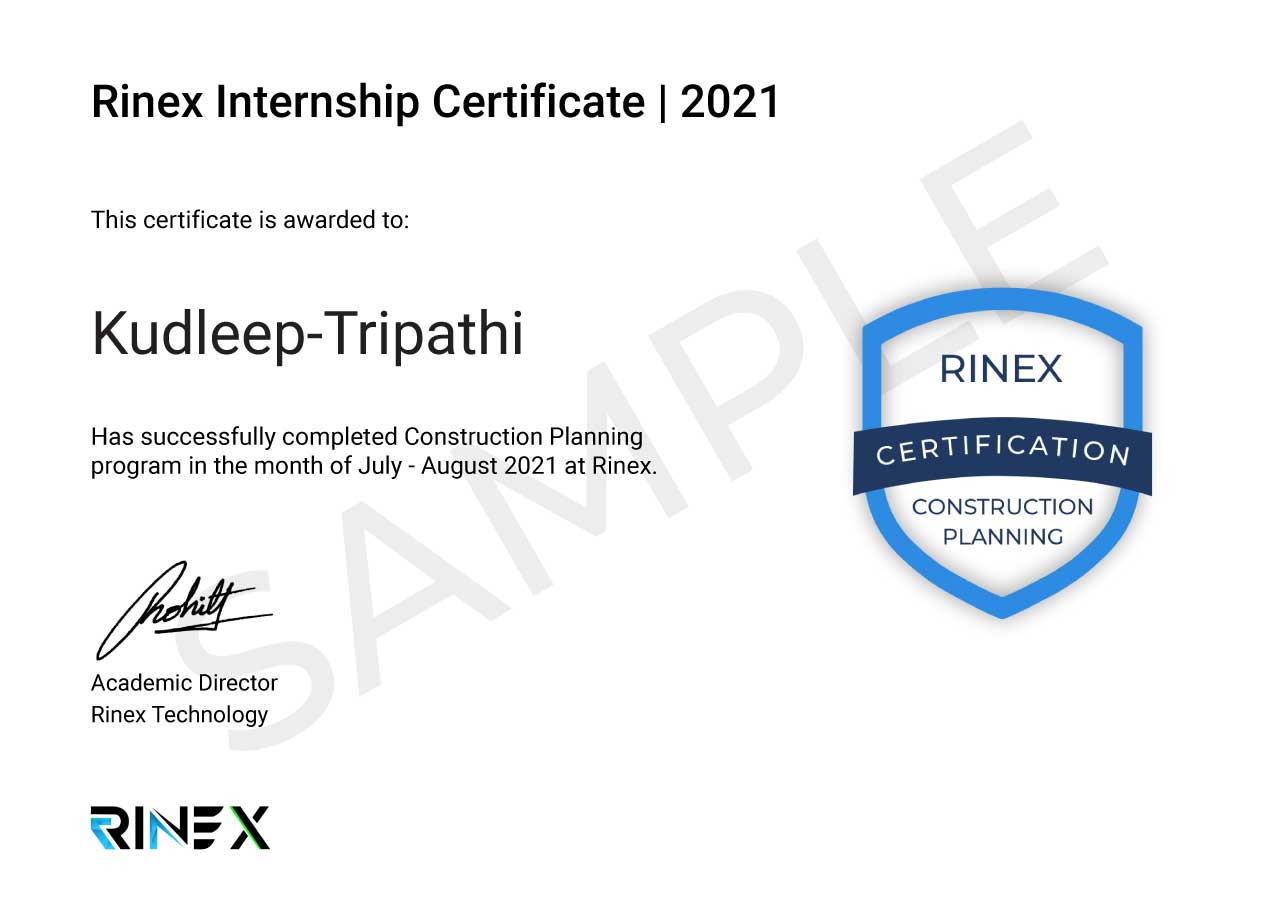 Rinex Internship Certificate | 2021
This certificate is awarded to:
Kudleep-Tripathi
Has successfully completed Construction Planning
program in the month of July - August 2021 at Rinex.
Academic Director
Rinex Technology
RINEX
RINEX
CERTIFICATION
CONSTRUCTION
PLANNING
SAMPLE